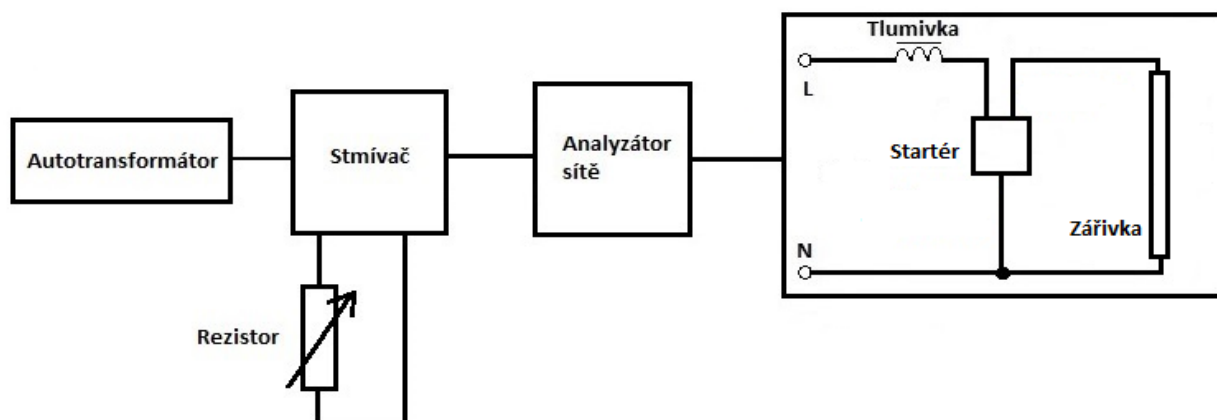 Tlumivka
L
Autotransformátor
Stmívač
Analyzátor
sítě
Startér
Zářivka
N
Rezistor